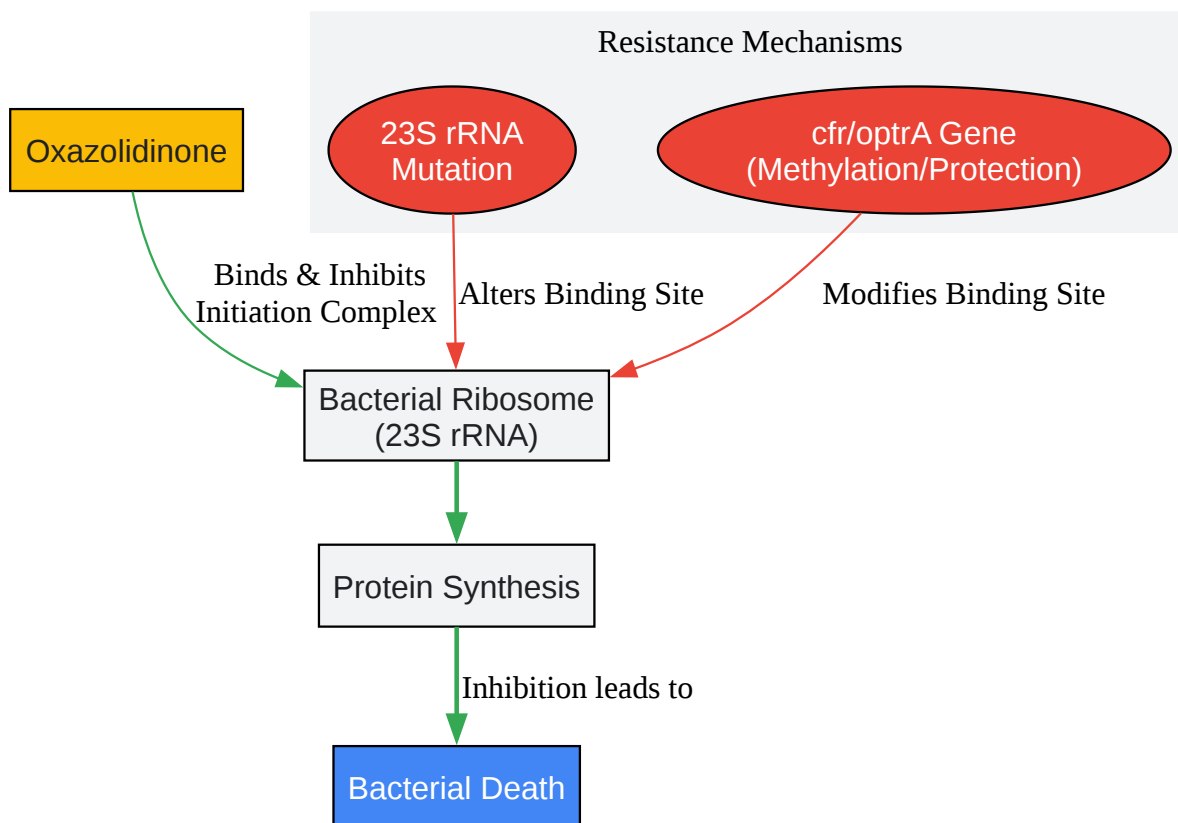 Resistance Mechanisms
Oxazolidinone
23S rRNA
Mutation
cfr/optrA Gene
(Methylation/Protection)
Binds & Inhibits
Initiation Complex
Alters Binding Site
Modifies Binding Site
Bacterial Ribosome
(23S rRNA)
Protein Synthesis
Inhibition leads to
Bacterial Death